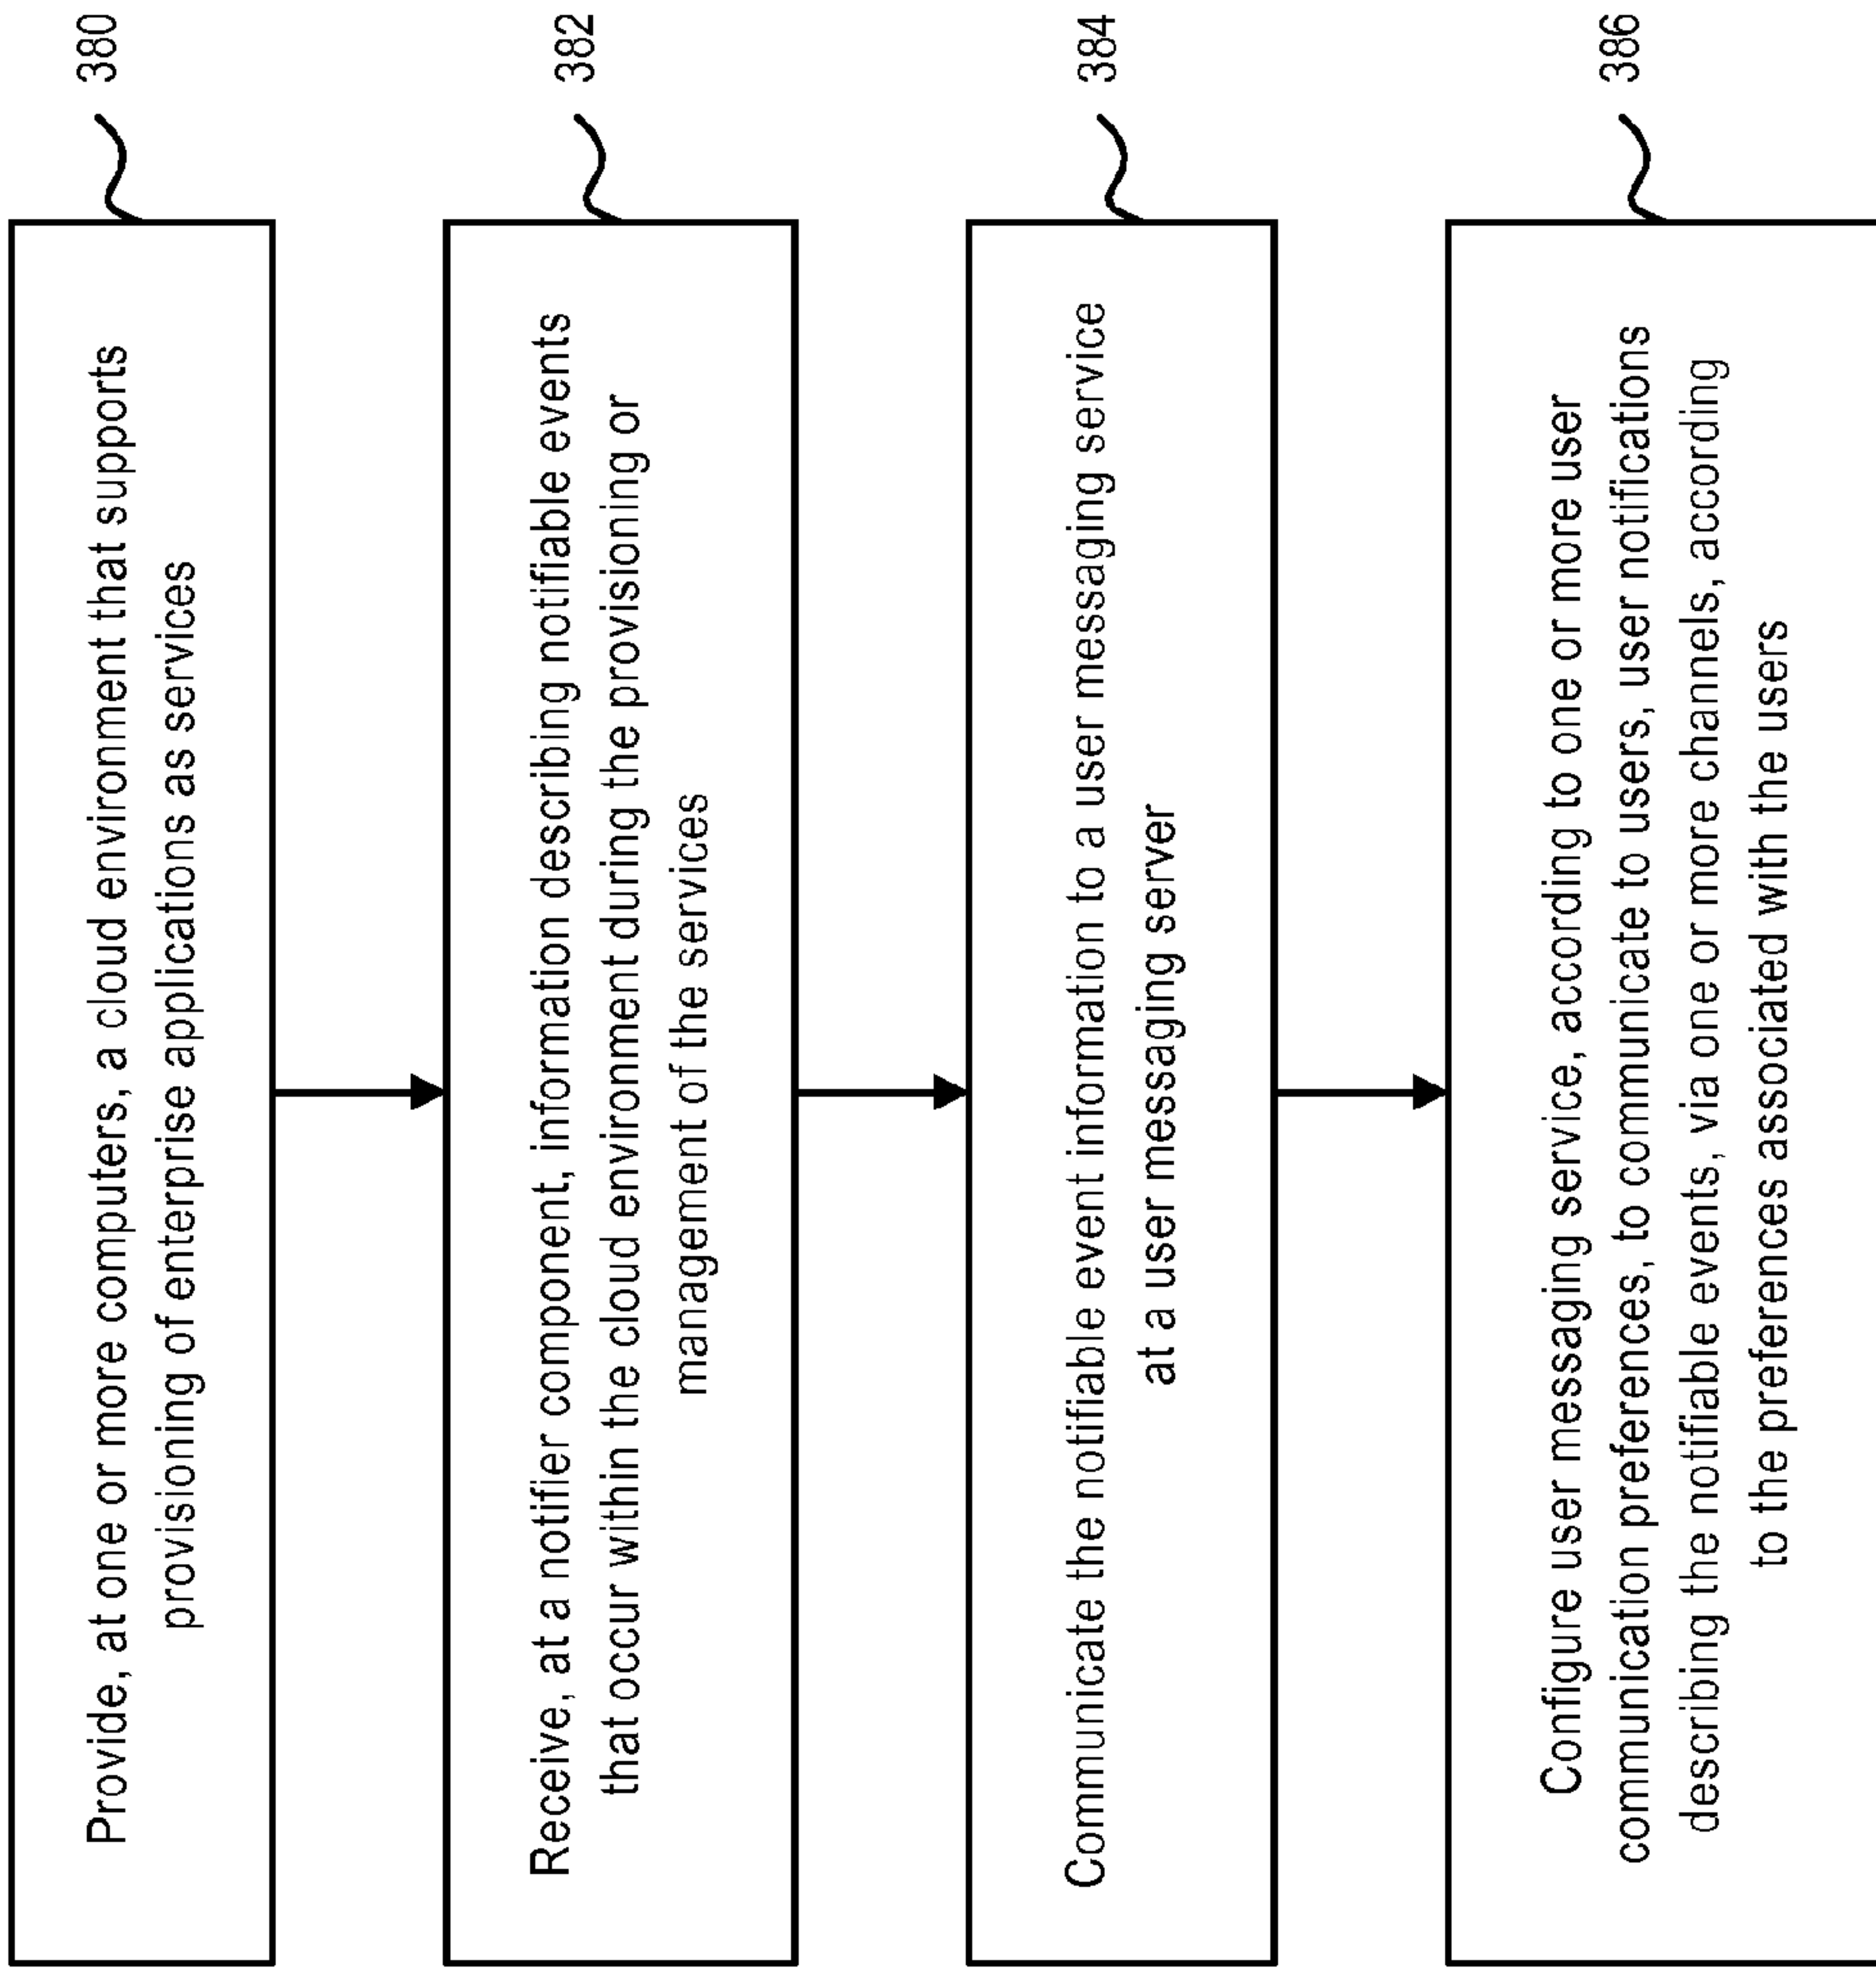 Provide, at one or more computers, a cloud environment that supports
provisioning of enterprise applications as services
380
Receive, at a notifier component, information describing notifiable events
that occur within the cloud environment during the provisioning or
management of the services
382
Communicate the notifiable event information to a user messaging service
at a user messaging server
384
Configure user messaging service, according to one or more user
communication preferences, to communicate to users, user notifications
describing the notifiable events, via one or more channels, according
to the preferences associated with the users
386